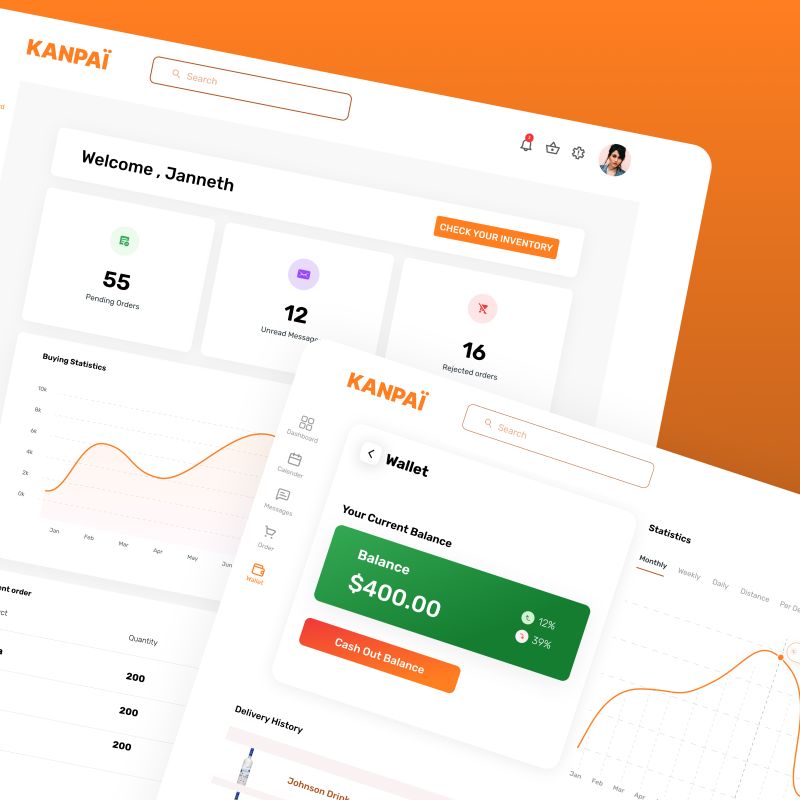 KANPAÏ
Search
Welcome , Janneth
CHECK YOUR INVENTORY
55
Pending Orders
12
Unread Message
16
Rejected orders
Buying Statistics
10k
8k
6k
4k
2k
0k
Jan
Feb
Mar
Apr
May
Jun
order
Quantity
200
200
200
KANPAÏ
Search
Dashboard
Calender
Messages
Order
Wallet
Wallet
Your Current Balance
Balance
$400.00
12%
39%
Cash Out Balance
Delivery History
Johnson Drink
Statistics
Monthly
Weekly
Daily
Distance
Per De
Jan
Feb
Mar
Apr